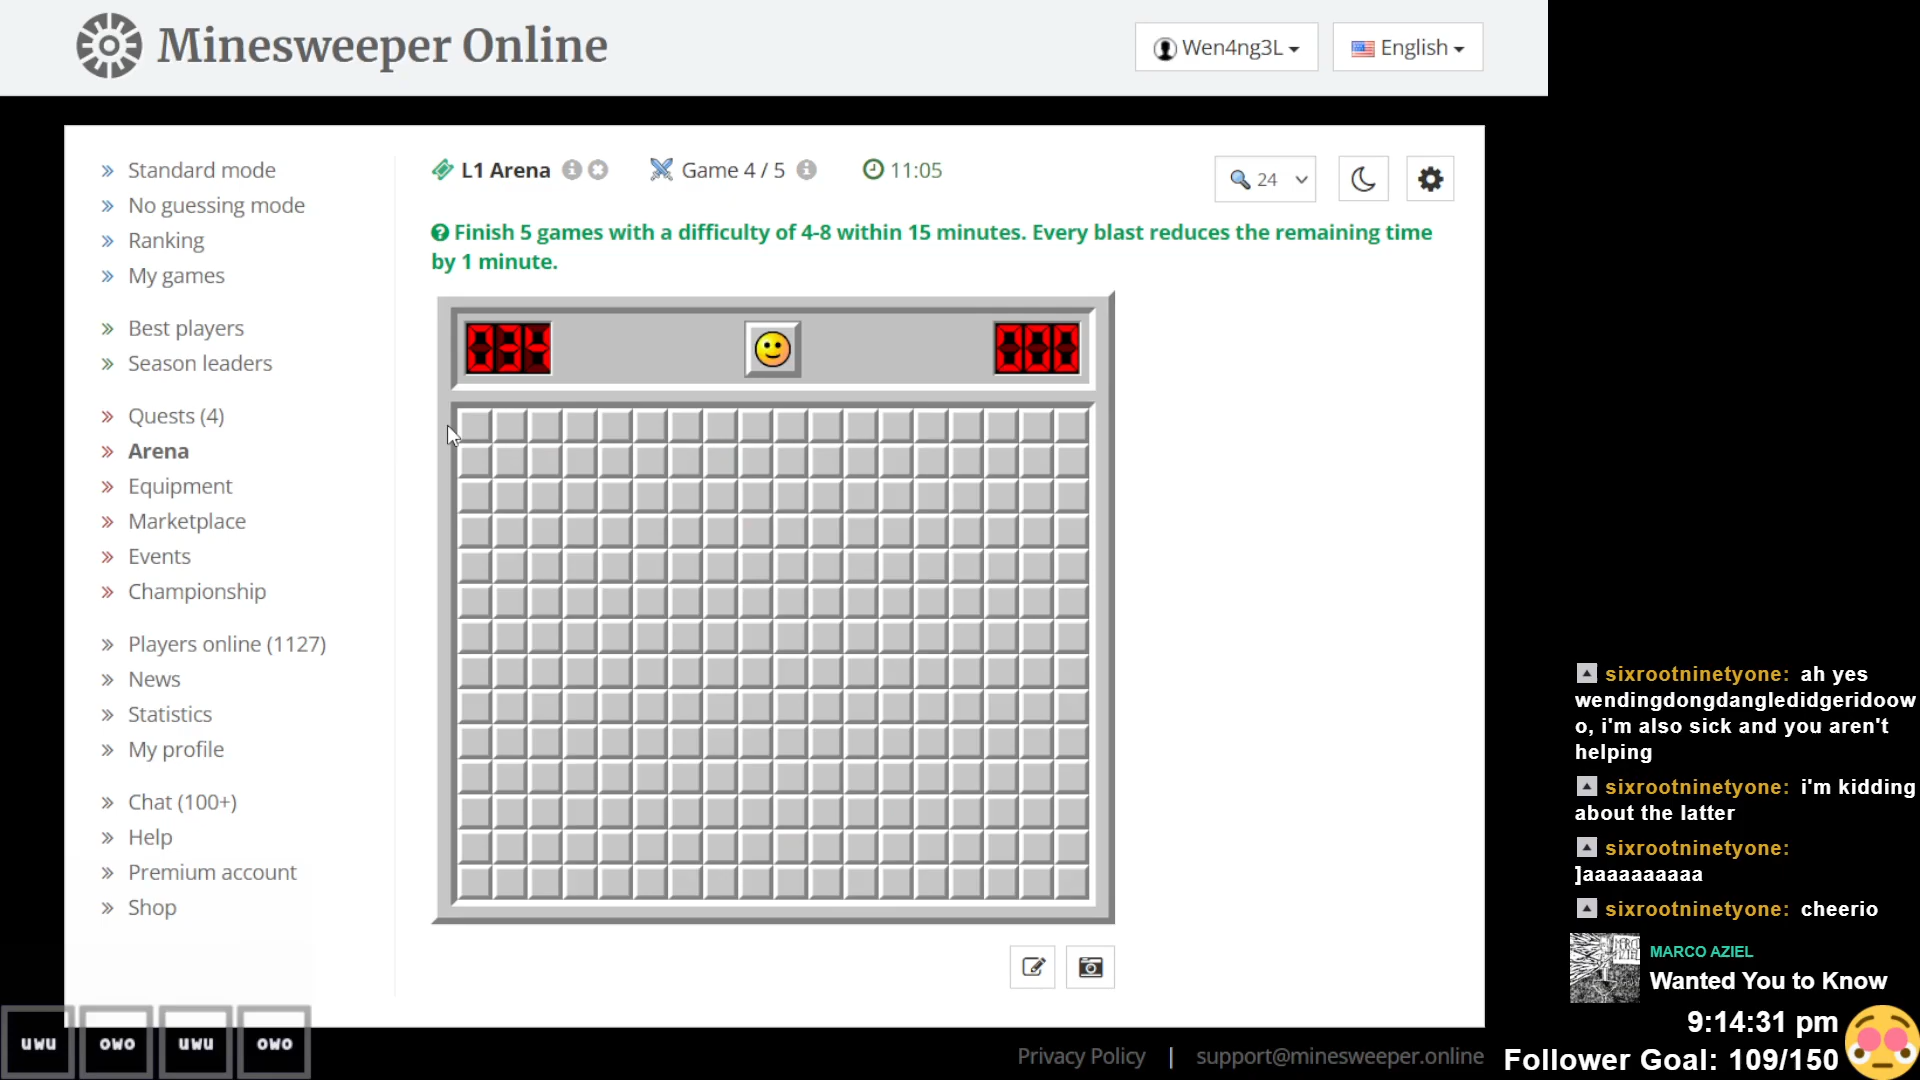 Minesweeper Online
Wen4ng3L
English
Standard mode
No guessing mode
Ranking
My games
Best players
Season leaders
Quests (4)
Arena
Equipment
Marketplace
Events
Championship
Players online (1127)
News
Statistics
My profile
Chat (100+)
Help
Premium account
Shop
L1 Arena
Game 4 / 5
11:05
24
Finish 5 games with a difficulty of 4-8 within 15 minutes. Every blast reduces the remaining time
by 1 minute.
034
000
sixrootninetyone: ah yes
wendingdongdangledidgeridoow
o, i'm also sick and you aren't
helping
sixrootninetyone: i'm kidding
about the latter
sixrootninetyone:
]aaaaaaaaaa
sixrootninetyone: cheerio
MARCO AZIEL
Wanted You to Know
9:14:31 pm
Follower Goal: 109/150
uwu owo uwu owo
Privacy Policy | support@minesweeper.online